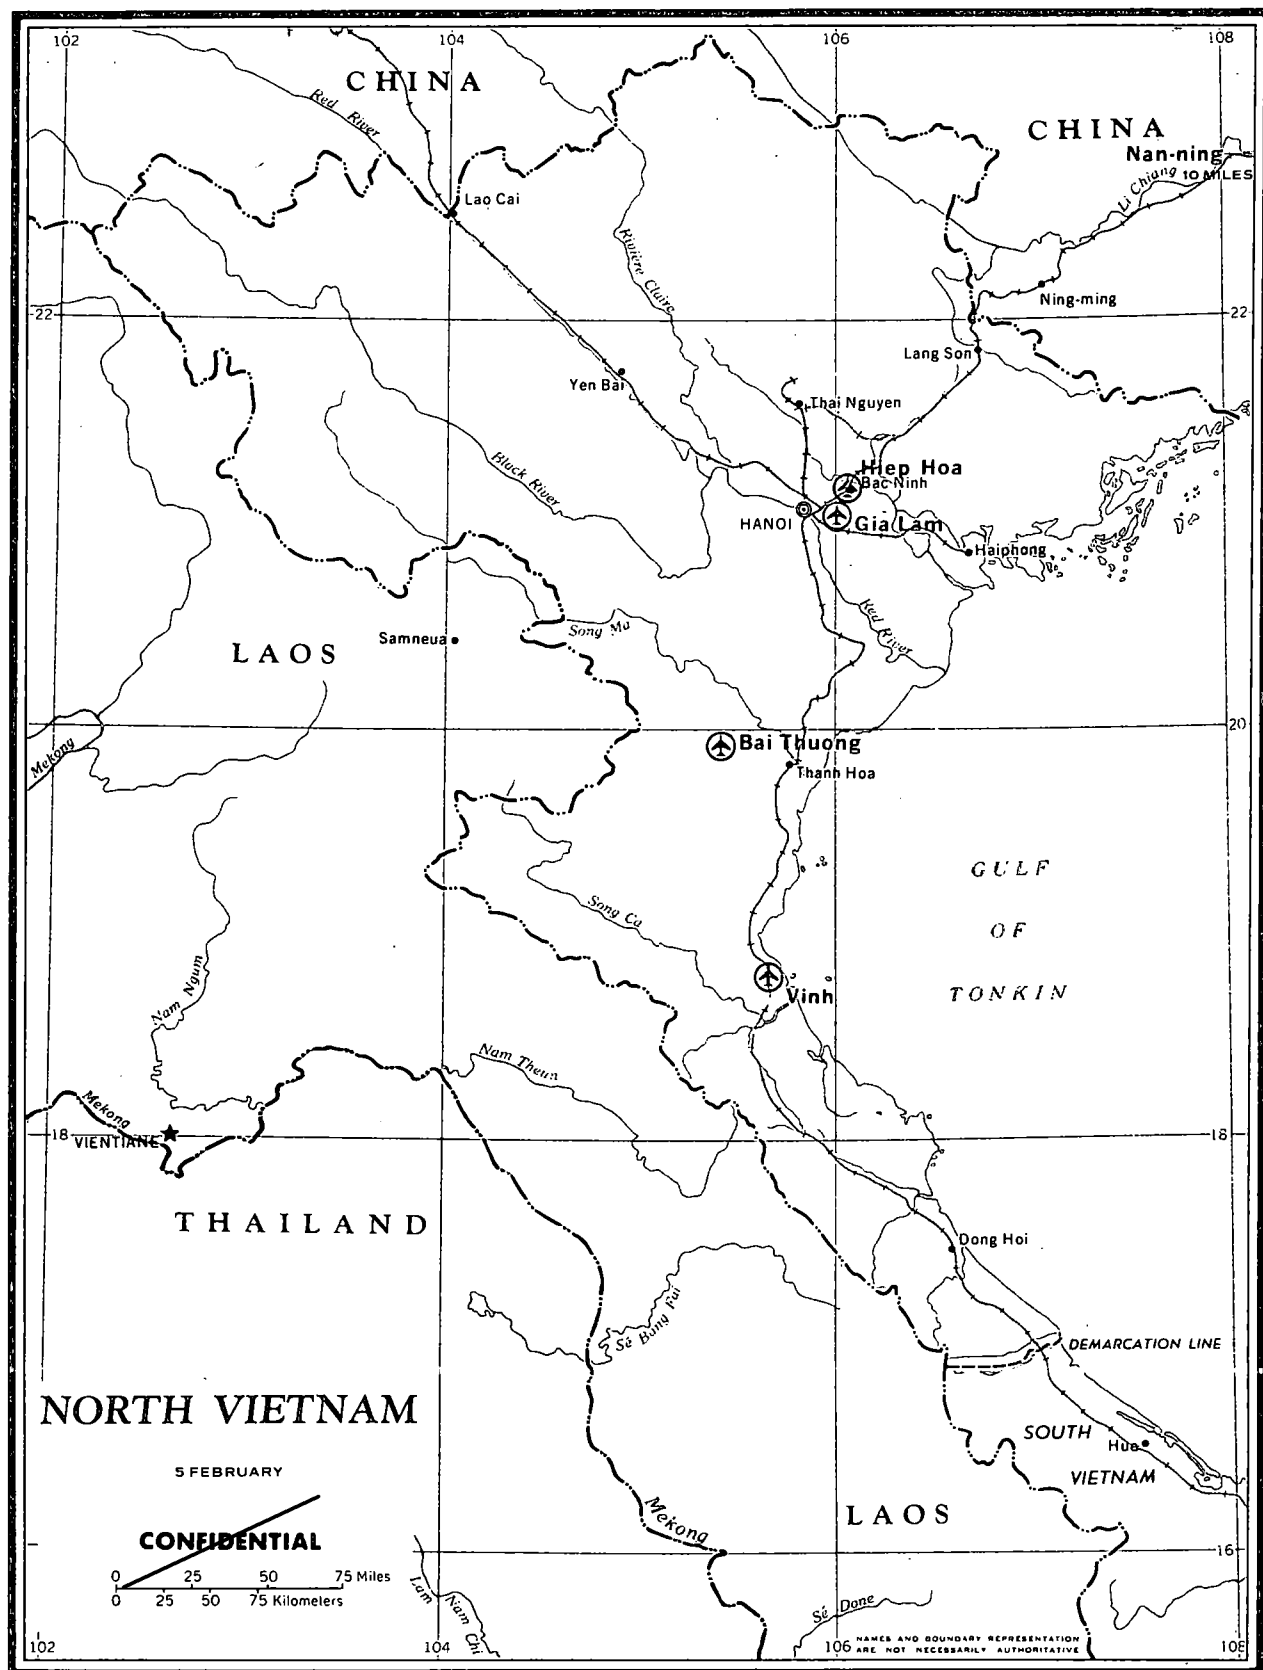 102
104
106
108
CHINA
Red River
CHINA
Nan-ning
10 MILES
Li Chiang
Lao Cai
Rivière Claire
Ning-ming
22
22
Lang Son
Yen Bai
Thai Nguyen
Black River
Hiep Hoa
Bac Ninh
HANOI
Gia Lam
Haiphong
Red River
Song Ma
Samneua
LAOS
20
Mekong
Bai Thuong
Thanh Hoa
GULF
OF
TONKIN
Song Ca
Vinh
Nam Ngum
Nam Theun
Mekong
18
VIENTIANE
18
THAILAND
Dong Hoi
Sé Bang Fai
DEMARCATION LINE
NORTH VIETNAM
SOUTH
VIETNAM
Hue
5 FEBRUARY
Mekong
LAOS
CONFIDENTIAL
16
0 25 50 75 Miles
0 25 50 75 Kilometers
Lam
Nam Chi
Sé Done
NAMES AND BOUNDARY REPRESENTATION
ARE NOT NECESSARILY AUTHORITATIVE
102
104
106
108